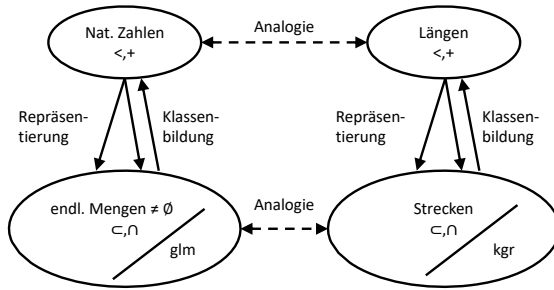 Nat. Zahlen
<,+
Analogie
Längen
<,+
Repräsen-
tierung
Klassen-
bildung
Repräsen-
tierung
Klassen-
bildung
endl. Mengen ≠ Ø
⊂,∩
glm
Analogie
Strecken
⊂,∩
kgr